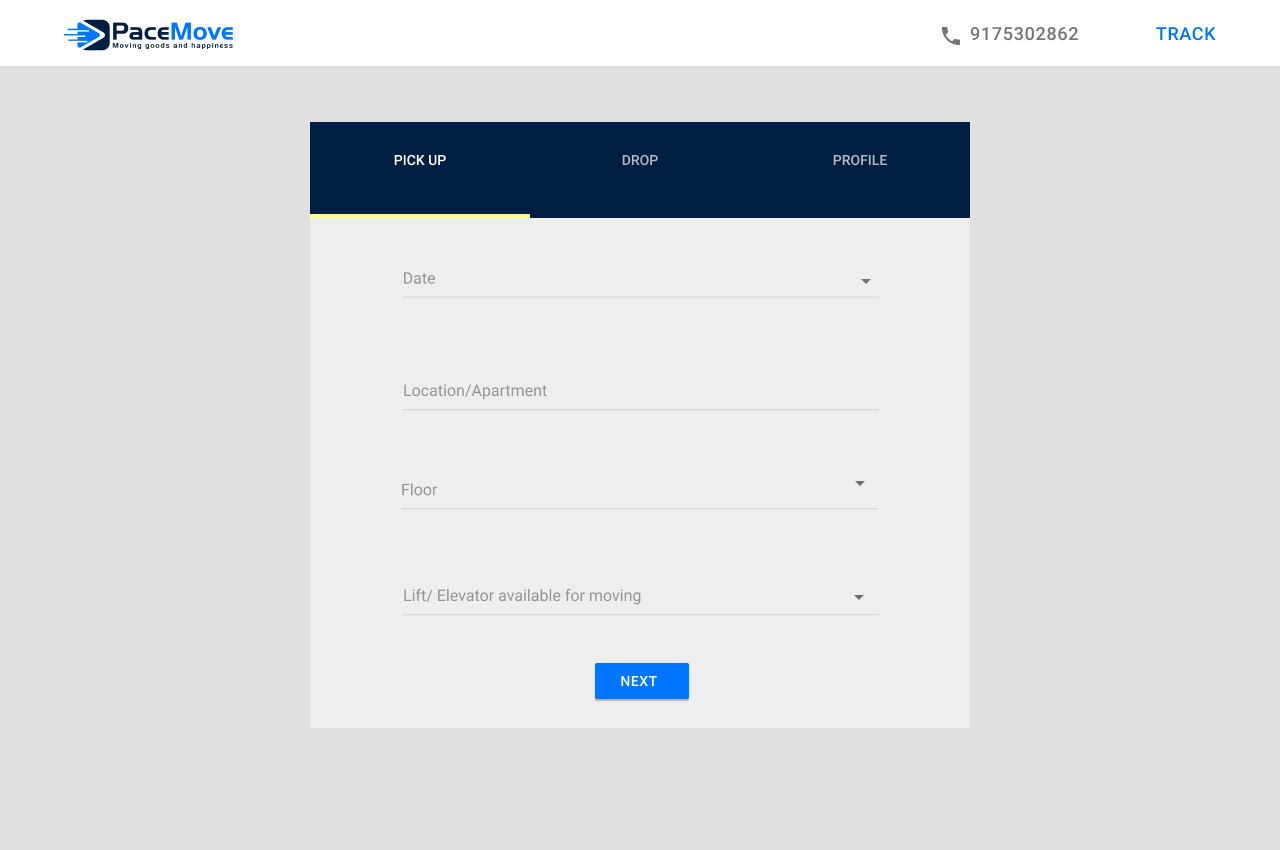 PaceMove
Moving goods and happiness
9175302862
TRACK
PICK UP
DROP
PROFILE
Date
Location/Apartment
Floor
Lift/ Elevator available for moving
NEXT